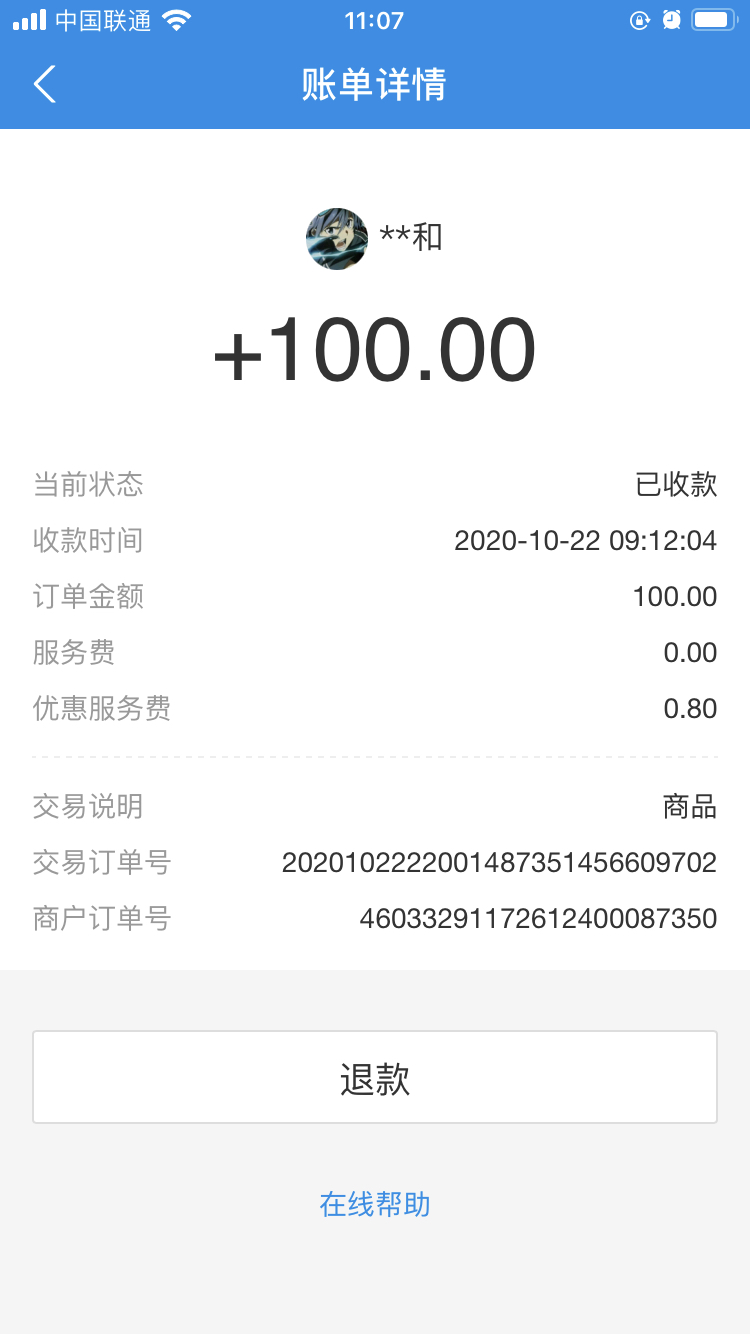 中国联通 11:07
账单详情
**和
+100.00
当前状态 已收款
收款时间 2020-10-22 09:12:04
订单金额 100.00
服务费 0.00
优惠服务费 0.80
交易说明 商品
交易订单号 2020102222001487351456609702
商户订单号 46033291172612400087350
退款
在线帮助